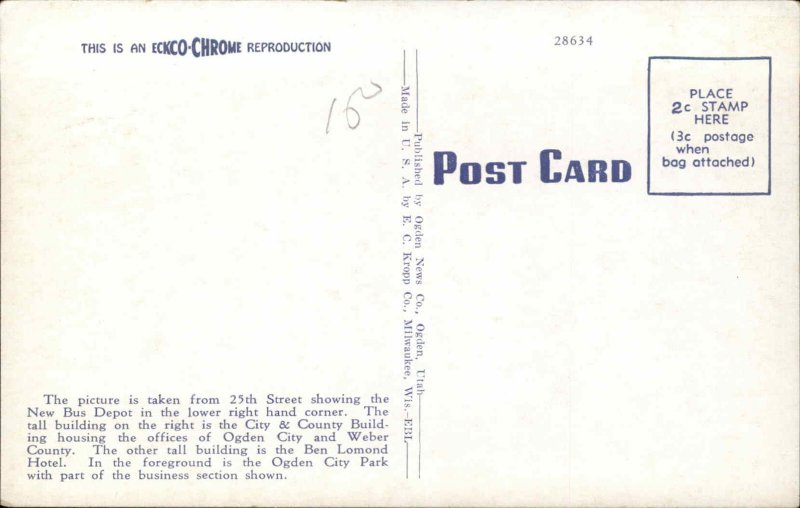 THIS IS AN ECKCO-CHROME REPRODUCTION
28634
PLACE
2c STAMP
HERE
(3c postage
when
bag attached)
POST CARD
Published by Ogden News Co., Ogden, Utah
Made in U. S. A. by E. C. Kropp Co., Milwaukee, Wis.-EBL
The picture is taken from 25th Street showing the
New Bus Depot in the lower right hand corner. The
tall building on the right is the City & County Build-
ing housing the offices of Ogden City and Weber
County. The other tall building is the Ben Lomond
Hotel. In the foreground is the Ogden City Park
with part of the business section shown.